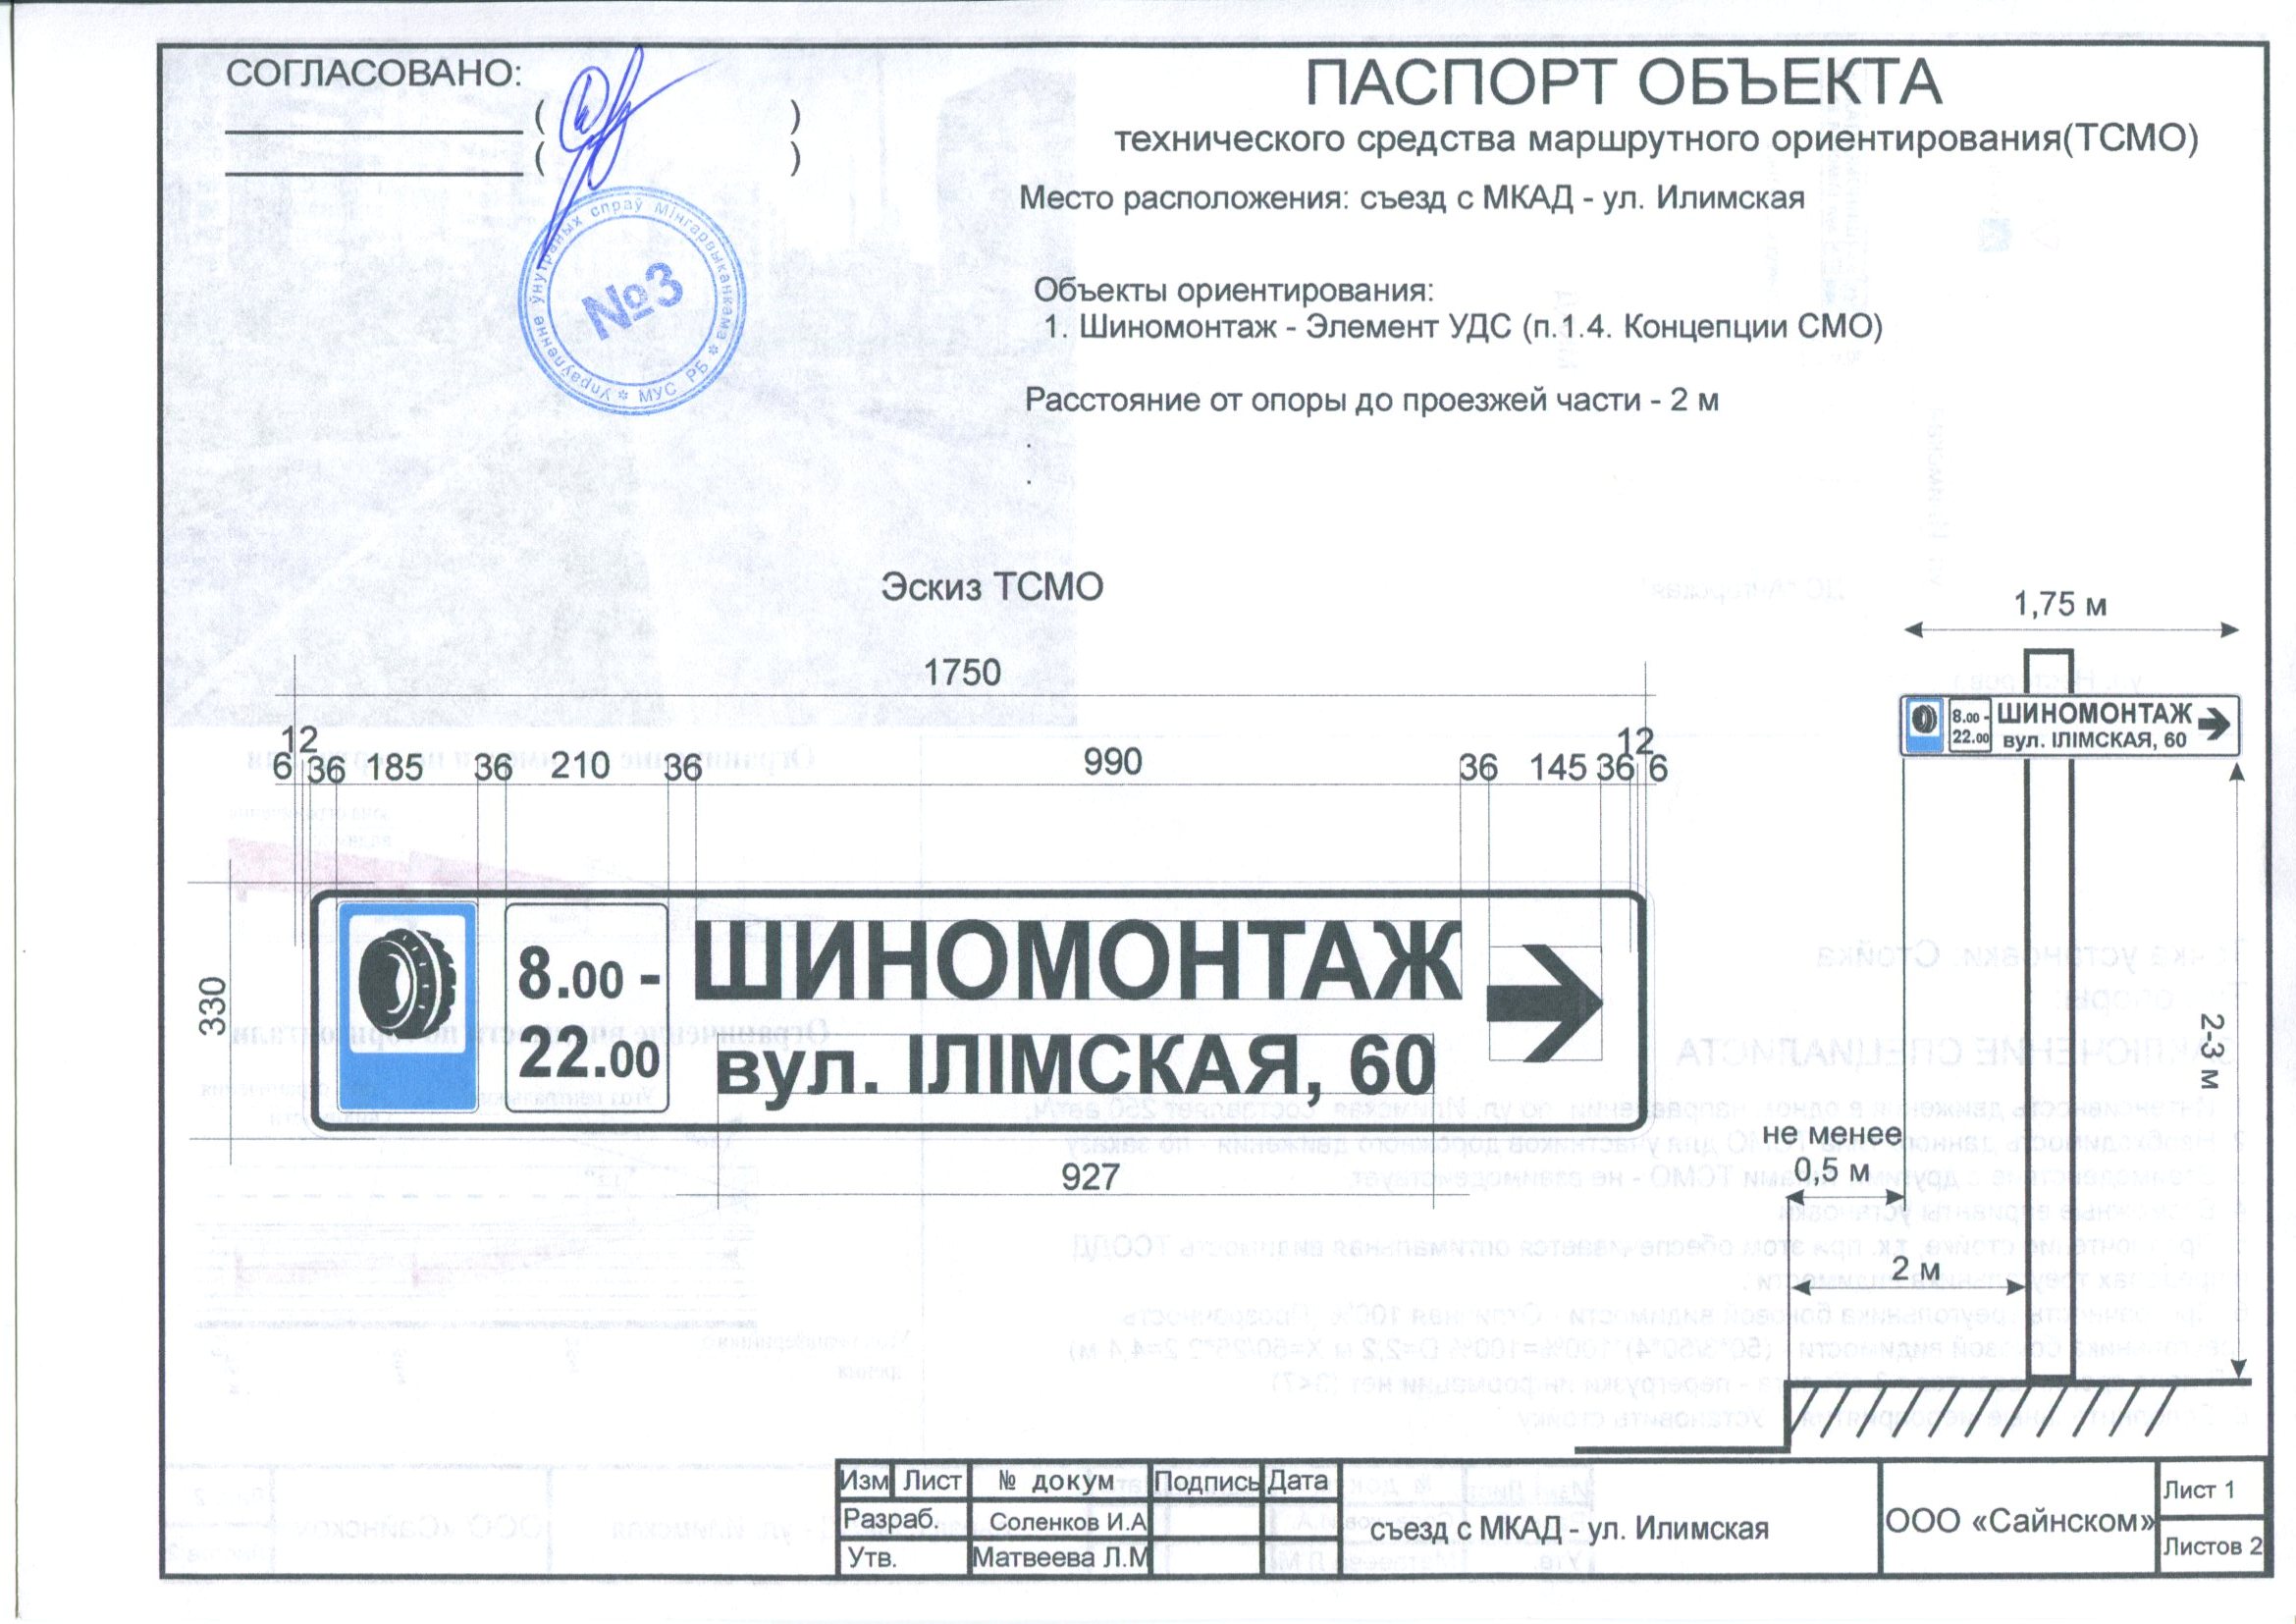 СОГЛАСОВАНО:
( )
( )
Упраўленне ўнутраных спраў Мінгарвыканкама * МУС РБ *
№3
ПАСПОРТ ОБЪЕКТА
технического средства маршрутного ориентирования(ТСМО)
Место расположения: съезд с МКАД - ул. Илимская
Объекты ориентирования:
1. Шиномонтаж - Элемент УДС (п.1.4. Концепции СМО)
Расстояние от опоры до проезжей части - 2 м
.
.
Эскиз ТСМО
1750
12 12
6 36 185 36 210 36 990 36 145 36 6
330
8.00 -
22.00
ШИНОМОНТАЖ
вул. ІЛІМСКАЯ, 60
927
1,75 м
8.00 -
22.00
ШИНОМОНТАЖ
вул. ІЛІМСКАЯ, 60
2-3 м
не менее
0,5 м
2 м
Изм Лист № докум Подпись Дата
Разраб. Соленков И.А
Утв. Матвеева Л.М
съезд с МКАД - ул. Илимская
ООО «Сайнском»
Лист 1
Листов 2